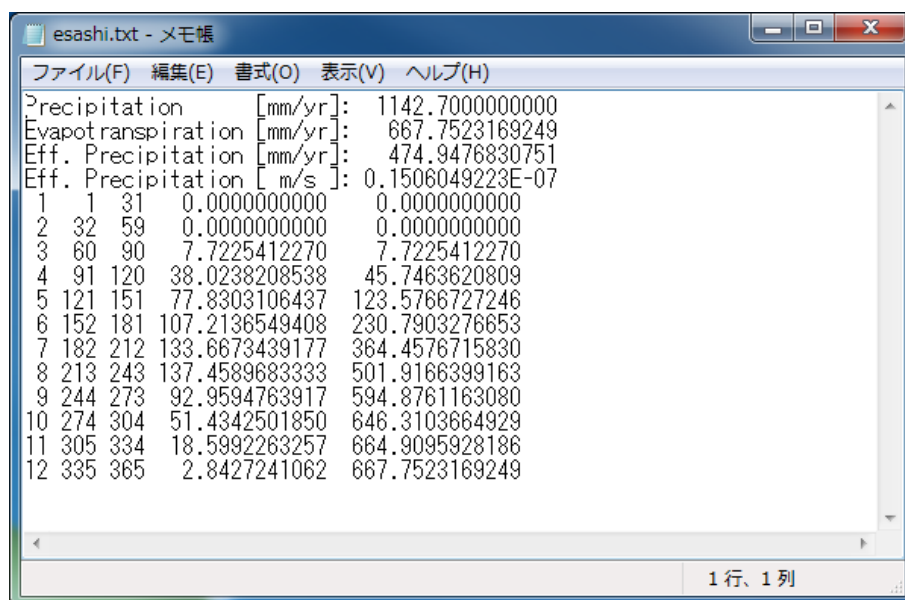 esashi.txt - メモ帳
ファイル(F) 編集(E) 書式(O) 表示(V) ヘルプ(H)
Precipitation [mm/yr]: 1142.7000000000
Evapotranspiration [mm/yr]: 667.7523169249
Eff. Precipitation [mm/yr]: 474.9476830751
Eff. Precipitation [ m/s ]: 0.1506049223E-07
1 1 31 0.0000000000 0.0000000000
2 32 59 0.0000000000 0.0000000000
3 60 90 7.7225412270 7.7225412270
4 91 120 38.0238208538 45.7463620809
5 121 151 77.8303106437 123.5766727246
6 152 181 107.2136549408 230.7903276653
7 182 212 133.6673439177 364.4576715830
8 213 243 137.4589683333 501.9166399163
9 244 273 92.9594763917 594.8761163080
10 274 304 51.4342501850 646.3103664929
11 305 334 18.5992263257 664.9095928186
12 335 365 2.8427241062 667.7523169249
1 行、1 列